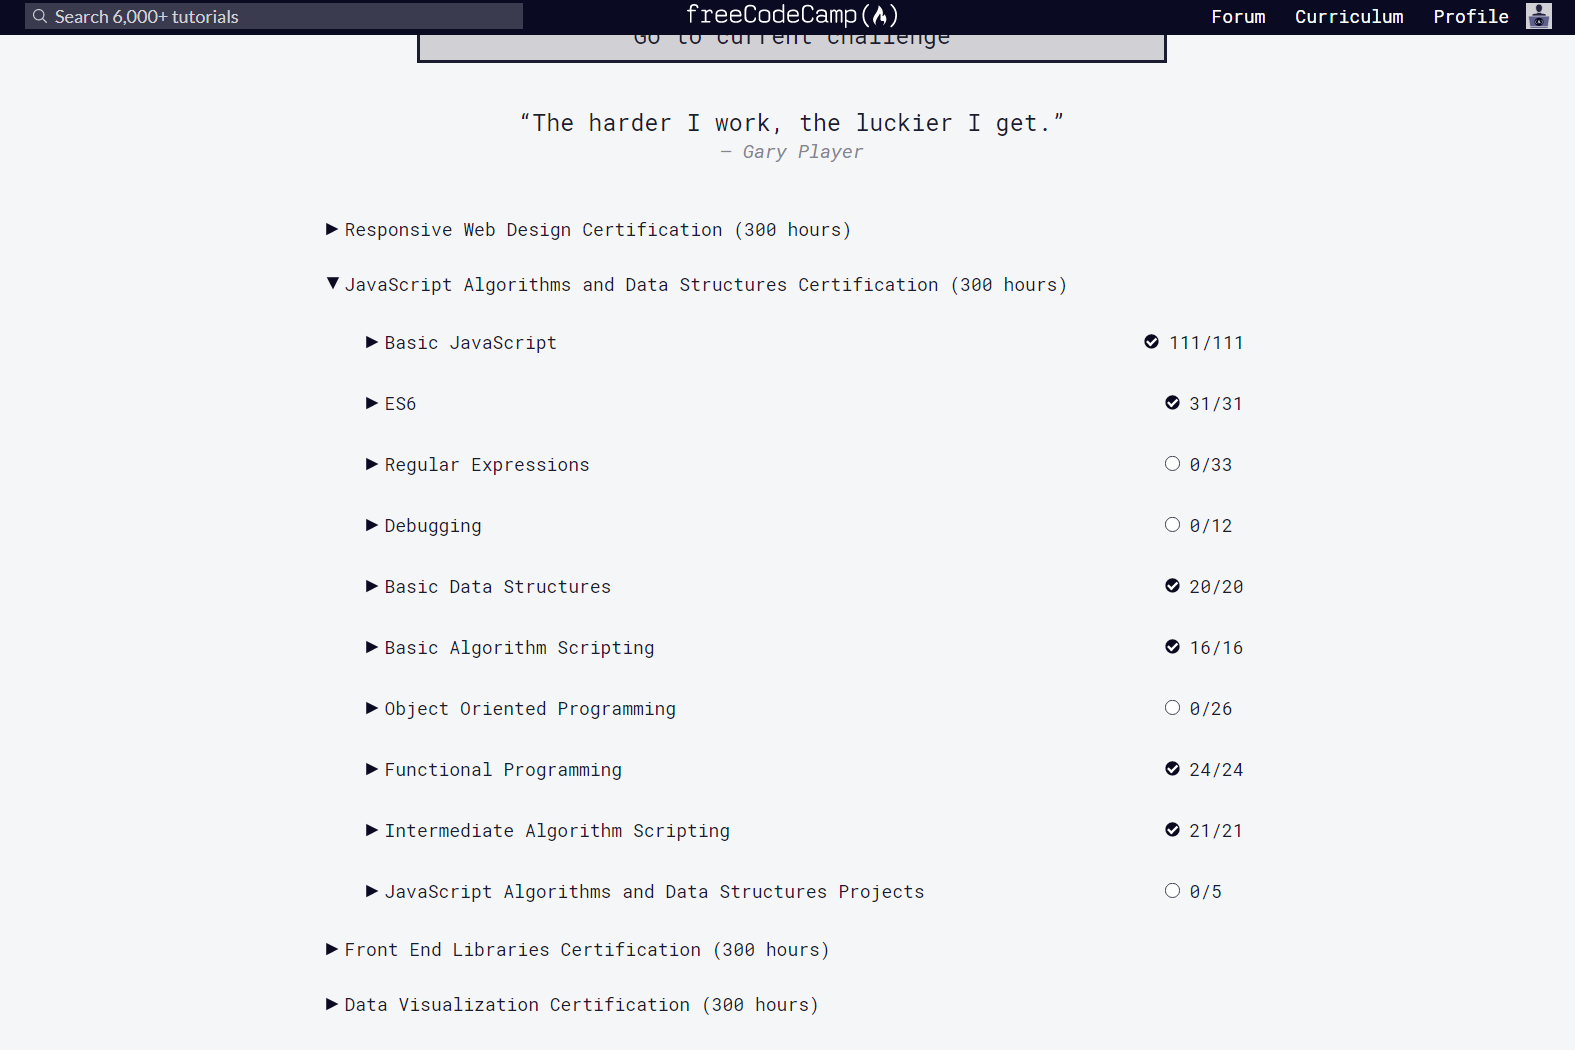 Search 6,000+ tutorials
freeCodeCamp
Forum Curriculum Profile
Go to current challenge
“The harder I work, the luckier I get.”
— Gary Player
Responsive Web Design Certification (300 hours)
JavaScript Algorithms and Data Structures Certification (300 hours)
Basic JavaScript 111/111
ES6 31/31
Regular Expressions 0/33
Debugging 0/12
Basic Data Structures 20/20
Basic Algorithm Scripting 16/16
Object Oriented Programming 0/26
Functional Programming 24/24
Intermediate Algorithm Scripting 21/21
JavaScript Algorithms and Data Structures Projects 0/5
Front End Libraries Certification (300 hours)
Data Visualization Certification (300 hours)